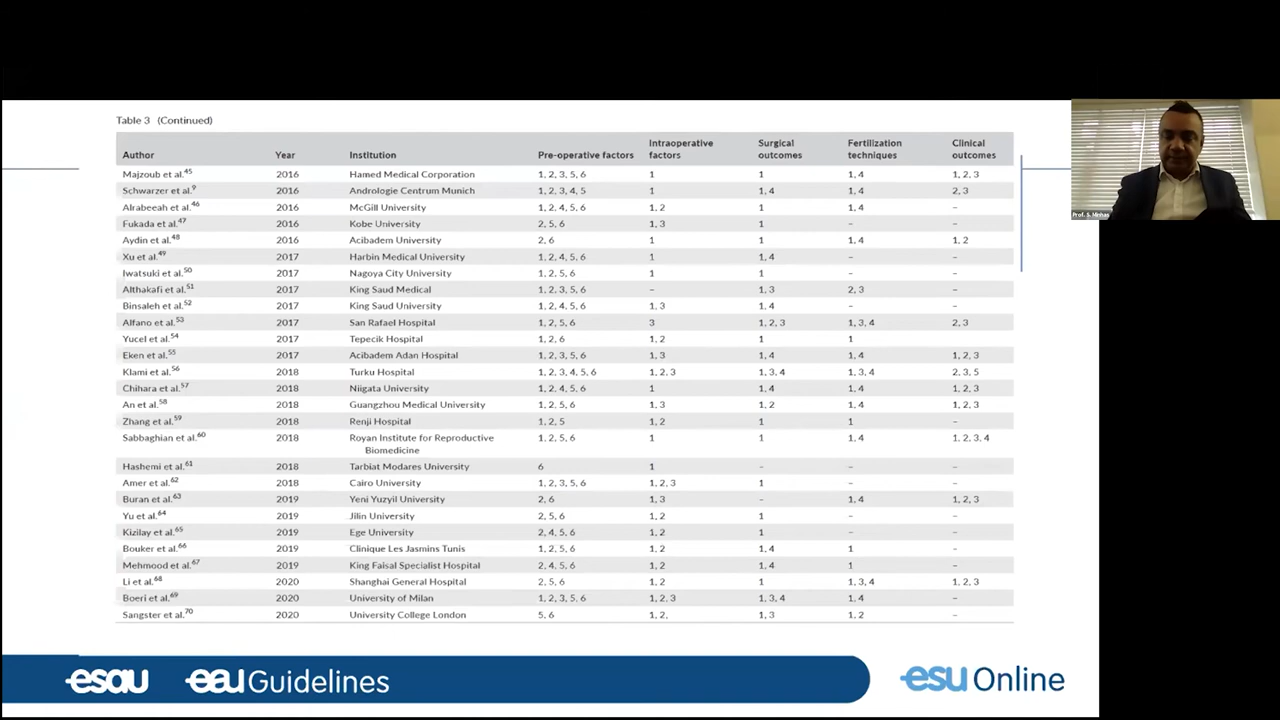 Table 3 (Continued)
Author Year Institution Pre-operative factors Intraoperative factors Surgical outcomes Fertilization techniques Clinical outcomes
Majzoub et al.45 2016 Hamed Medical Corporation 1, 2, 3, 5, 6 1 1 1, 4 1, 2, 3
Schwarzer et al.9 2016 Andrologie Centrum Munich 1, 2, 3, 4, 5 1 1, 4 1, 4 2, 3
Alrabeeah et al.46 2016 McGill University 1, 2, 4, 5, 6 1, 2 1 1, 4 –
Fukada et al.47 2016 Kobe University 2, 5, 6 1, 3 1 – –
Aydin et al.48 2016 Acibadem University 2, 6 1 1 1, 4 1, 2
Xu et al.49 2017 Harbin Medical University 1, 2, 4, 5, 6 1 1, 4 – –
Iwatsuki et al.50 2017 Nagoya City University 1, 2, 5, 6 1 1 – –
Althakafi et al.51 2017 King Saud Medical 1, 2, 3, 5, 6 – 1, 3 2, 3 –
Binsaleh et al.52 2017 King Saud University 1, 2, 4, 5, 6 1, 3 1, 4 – –
Alfano et al.53 2017 San Rafael Hospital 1, 2, 5, 6 3 1, 2, 3 1, 3, 4 2, 3
Yucel et al.54 2017 Tepecik Hospital 1, 2, 6 1, 2 1 1
Eken et al.55 2017 Acibadem Adan Hospital 1, 2, 3, 5, 6 1, 3 1, 4 1, 4 1, 2, 3
Klami et al.56 2018 Turku Hospital 1, 2, 3, 4, 5, 6 1, 2, 3 1, 3, 4 1, 3, 4 2, 3, 5
Chihara et al.57 2018 Niigata University 1, 2, 4, 5, 6 1 1, 4 1, 4 1, 2, 3
An et al.58 2018 Guangzhou Medical University 1, 2, 5, 6 1, 3 1, 2 1, 4 1, 2, 3
Zhang et al.59 2018 Renji Hospital 1, 2, 5 1, 2 1 1 –
Sabbaghian et al.60 2018 Royan Institute for Reproductive Biomedicine 1, 2, 5, 6 1 1 1, 4 1, 2, 3, 4
Hashemi et al.61 2018 Tarbiat Modares University 6 1 – – –
Amer et al.62 2018 Cairo University 1, 2, 3, 5, 6 1, 2, 3 1 – –
Buran et al.63 2019 Yeni Yuzyil University 2, 6 1, 3 – 1, 4 1, 2, 3
Yu et al.64 2019 Jilin University 2, 5, 6 1, 2 1 – –
Kizilay et al.65 2019 Ege University 2, 4, 5, 6 1, 2 1 – –
Bouker et al.66 2019 Clinique Les Jasmins Tunis 1, 2, 5, 6 1, 2 1, 4 1 –
Mehmood et al.67 2019 King Faisal Specialist Hospital 2, 4, 5, 6 1, 2 1, 4 1 –
Li et al.68 2020 Shanghai General Hospital 2, 5, 6 1, 2 1 1, 3, 4 1, 2, 3
Boeri et al.69 2020 University of Milan 1, 2, 3, 5, 6 1, 2, 3 1, 3, 4 1, 4 –
Sangster et al.70 2020 University College London 5, 6 1, 2, 1, 3 1, 2 –
Prof. S. Minhas
esau eau Guidelines esu Online